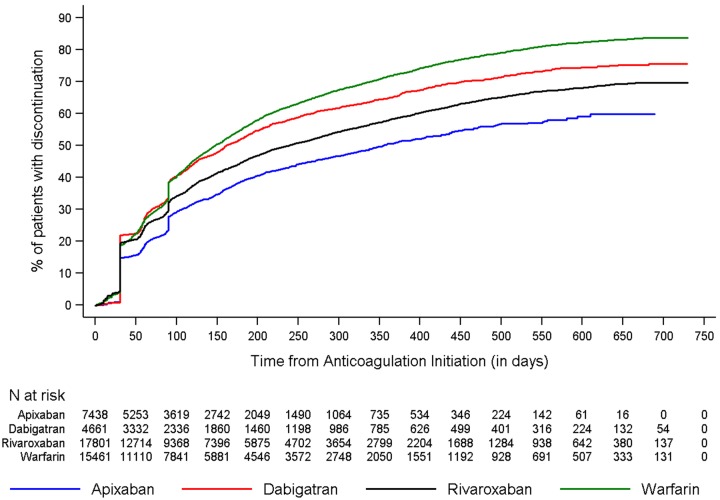 % of patients with discontinuation
90
80
70
60
50
40
30
20
10
0
0 50 100 150 200 250 300 350 400 450 500 550 600 650 700 750
Time from Anticoagulation Initiation (in days)
N at risk
Apixaban 7438 5253 3619 2742 2049 1490 1064 735 534 346 224 142 61 16 0 0
Dabigatran 4661 3332 2336 1860 1460 1198 986 785 626 499 401 316 224 132 54 0
Rivaroxaban 17801 12714 9368 7396 5875 4702 3654 2799 2204 1688 1284 938 642 380 137 0
Warfarin 15461 11110 7841 5881 4546 3572 2748 2050 1551 1192 928 691 507 333 131 0
Apixaban Dabigatran Rivaroxaban Warfarin